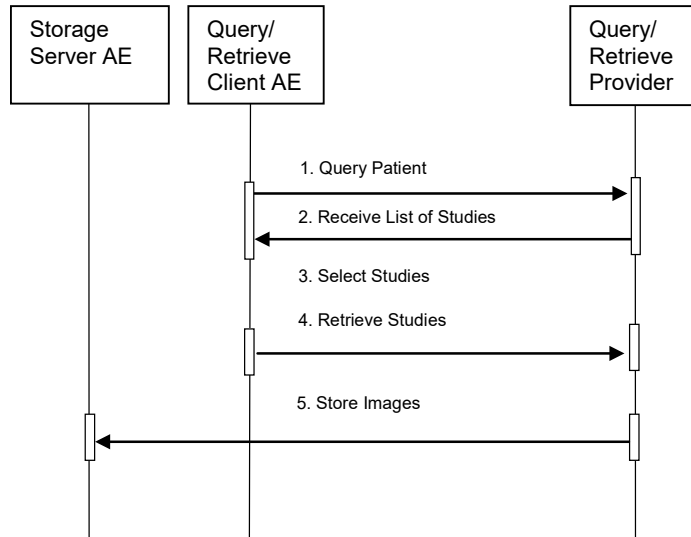 Storage
Server AE
Query/
Retrieve
Client AE
Query/
Retrieve
Provider
1. Query Patient
2. Receive List of Studies
3. Select Studies
4. Retrieve Studies
5. Store Images